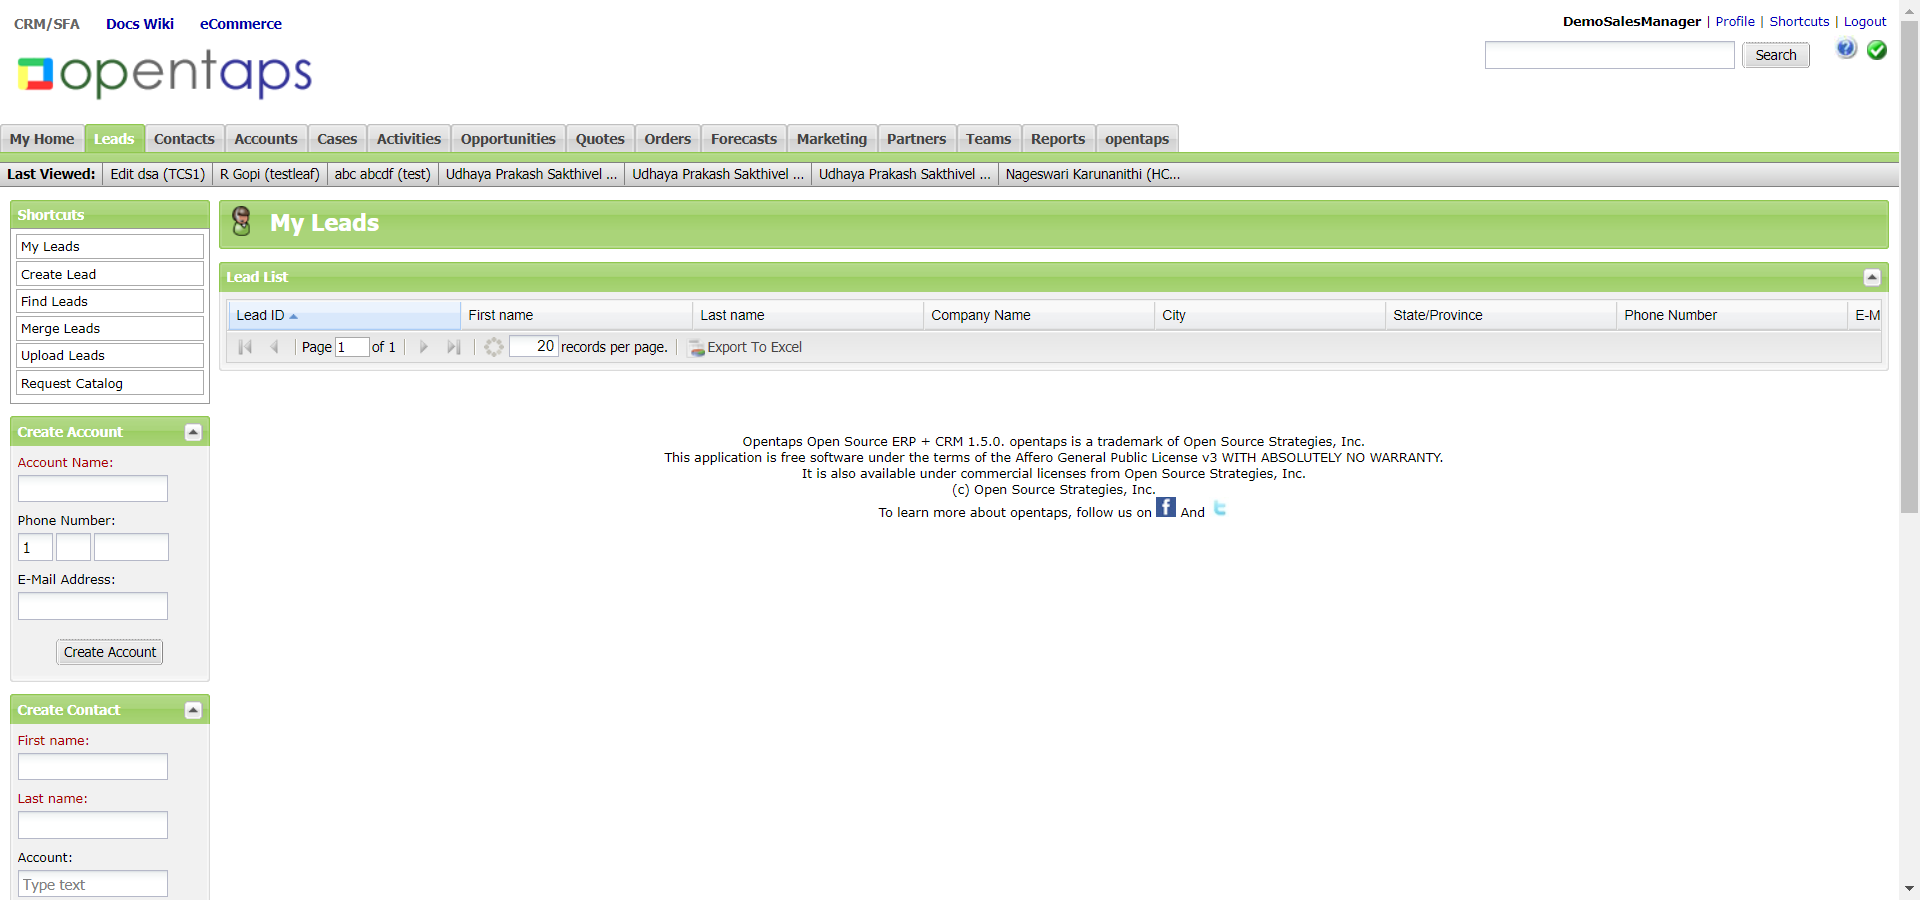 CRM/SFA Docs Wiki eCommerce
DemoSalesManager | Profile | Shortcuts | Logout
Search
opentaps
My Home Leads Contacts Accounts Cases Activities Opportunities Quotes Orders Forecasts Marketing Partners Teams Reports opentaps
Last Viewed: Edit dsa (TCS1) R Gopi (testleaf) abc abcdf (test) Udhaya Prakash Sakthivel ... Udhaya Prakash Sakthivel ... Udhaya Prakash Sakthivel ... Nageswari Karunanithi (HC...
Shortcuts
My Leads
Create Lead
Find Leads
Merge Leads
Upload Leads
Request Catalog
Create Account
Account Name:
Phone Number:
1
E-Mail Address:
Create Account
Create Contact
First name:
Last name:
Account:
Type text
My Leads
Lead List
Lead ID First name Last name Company Name City State/Province Phone Number E-M
Page 1 of 1 20 records per page. Export To Excel
Opentaps Open Source ERP + CRM 1.5.0. opentaps is a trademark of Open Source Strategies, Inc.
This application is free software under the terms of the Affero General Public License v3 WITH ABSOLUTELY NO WARRANTY.
It is also available under commercial licenses from Open Source Strategies, Inc.
(c) Open Source Strategies, Inc.
To learn more about opentaps, follow us on f And t